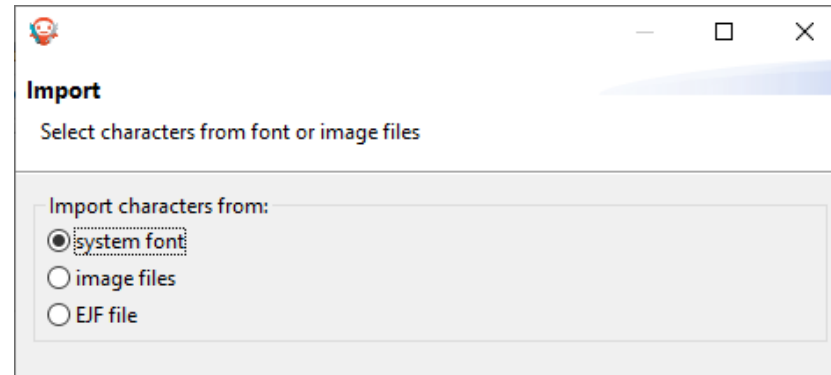 Import
Select characters from font or image files
Import characters from:
system font
image files
EJF file